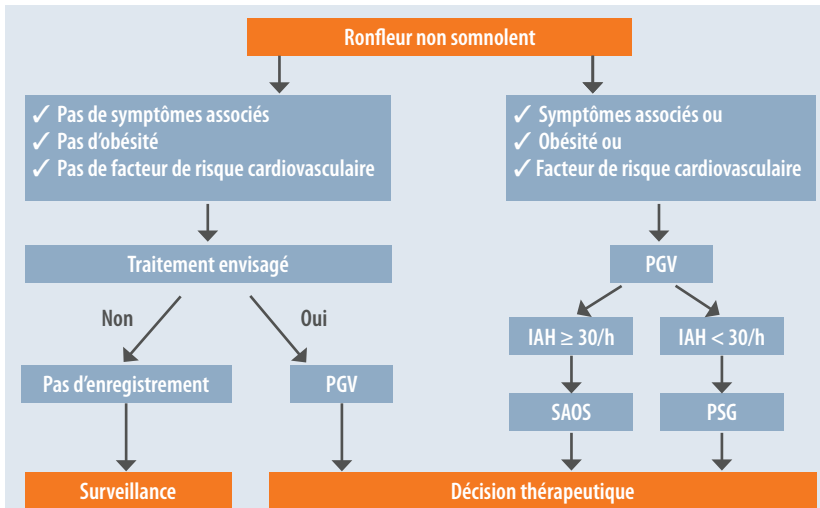 Ronfleur non somnolent
✓ Pas de symptômes associés
✓ Pas d'obésité
✓ Pas de facteur de risque cardiovasculaire
✓ Symptômes associés ou
✓ Obésité ou
✓ Facteur de risque cardiovasculaire
Traitement envisagé
PGV
Non
Oui
IAH ≥ 30/h
IAH < 30/h
Pas d'enregistrement
PGV
SAOS
PSG
Surveillance
Décision thérapeutique